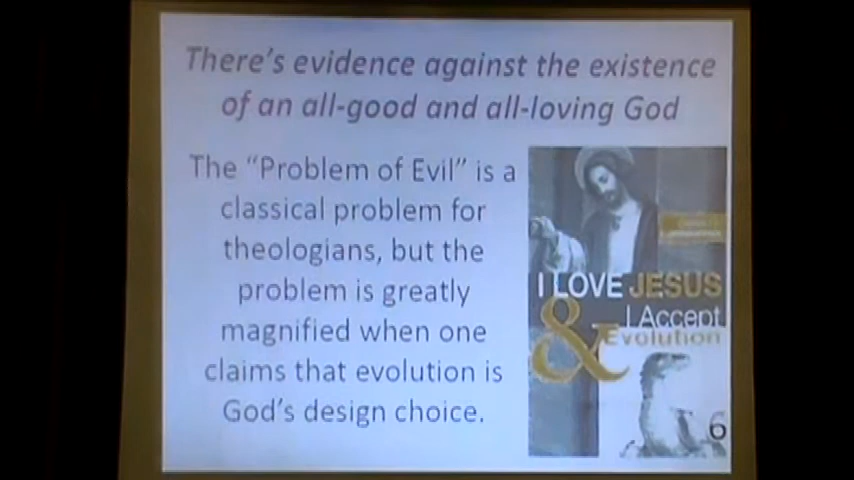 There's evidence against the existence
of an all-good and all-loving God
The "Problem of Evil" is a
classical problem for
theologians, but the
problem is greatly
magnified when one
claims that evolution is
God's design choice.
I LOVE JESUS
& I Accept
Evolution
6